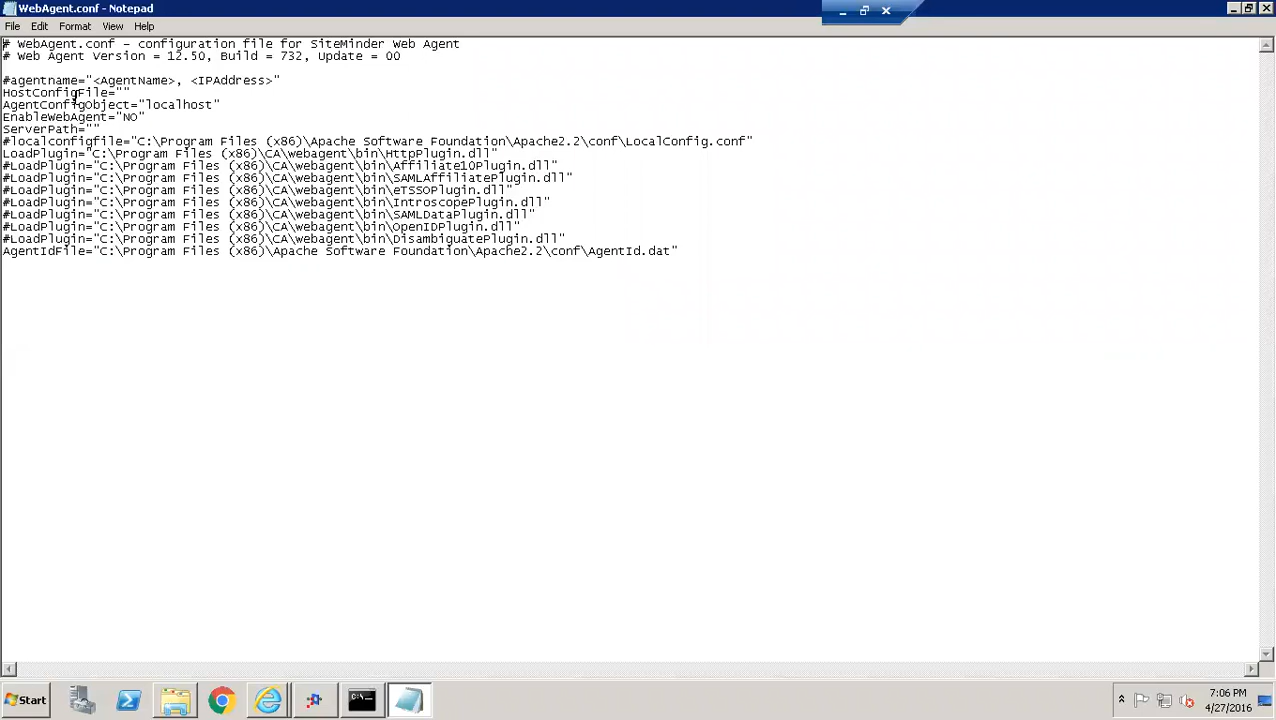 WebAgent.conf - Notepad
File Edit Format View Help
# WebAgent.conf - configuration file for SiteMinder Web Agent
# Web Agent Version = 12.50, Build = 732, Update = 00
#agentname="<AgentName>, <IPAddress>"
HostConfigFile=""
AgentConfigObject="localhost"
EnableWebAgent="NO"
ServerPath=""
#localconfigfile="C:\Program Files (x86)\Apache Software Foundation\Apache2.2\conf\LocalConfig.conf"
LoadPlugin="C:\Program Files (x86)\CA\webagent\bin\HttpPlugin.dll"
#LoadPlugin="C:\Program Files (x86)\CA\webagent\bin\Affiliate10Plugin.dll"
#LoadPlugin="C:\Program Files (x86)\CA\webagent\bin\SAMLAffiliatePlugin.dll"
#LoadPlugin="C:\Program Files (x86)\CA\webagent\bin\eTSSOPlugin.dll"
#LoadPlugin="C:\Program Files (x86)\CA\webagent\bin\IntroscopePlugin.dll"
#LoadPlugin="C:\Program Files (x86)\CA\webagent\bin\SAMLDataPlugin.dll"
#LoadPlugin="C:\Program Files (x86)\CA\webagent\bin\OpenIDPlugin.dll"
#LoadPlugin="C:\Program Files (x86)\CA\webagent\bin\DisambiguatePlugin.dll"
AgentIdFile="C:\Program Files (x86)\Apache Software Foundation\Apache2.2\conf\AgentId.dat"
Start
7:06 PM
4/27/2016